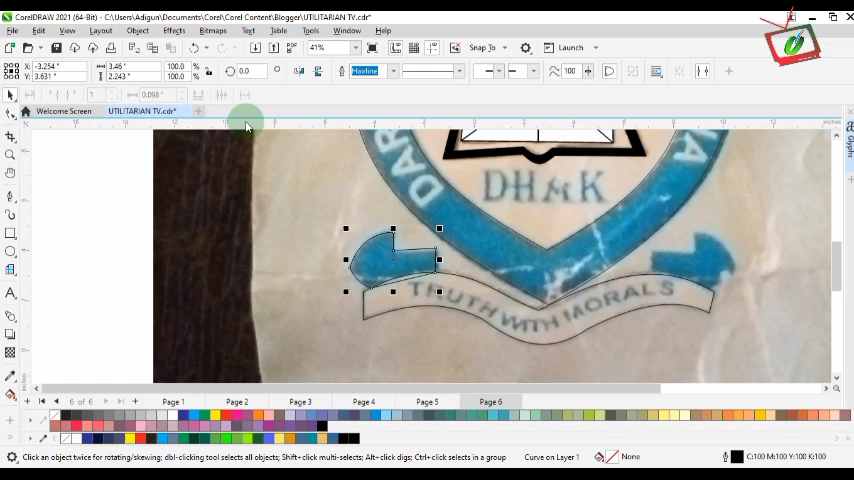 CorelDRAW 2021 (64-Bit) - C:\Users\Adigun\Documents\Corel\Corel Content\Blogger\UTILITARIAN TV.cdr*
File Edit View Layout Object Effects Bitmaps Text Table Tools Window Help
PDF 41% Snap To Launch
X: -3.254 " 3.46 " 100.0 % 0.0 Hairline 100
Y: 3.631 " 2.243 " 100.0 %
1 0.098 "
Welcome Screen UTILITARIAN TV.cdr*
inches
Glyphs
DHAK
TRUTH WITH MORALS
6 of 6 Page 1 Page 2 Page 3 Page 4 Page 5 Page 6
Click an object twice for rotating/skewing; dbl-clicking tool selects all objects; Shift+click multi-selects; Alt+click digs; Ctrl+click selects in a group Curve on Layer 1 None C:100 M:100 Y:100 K:100